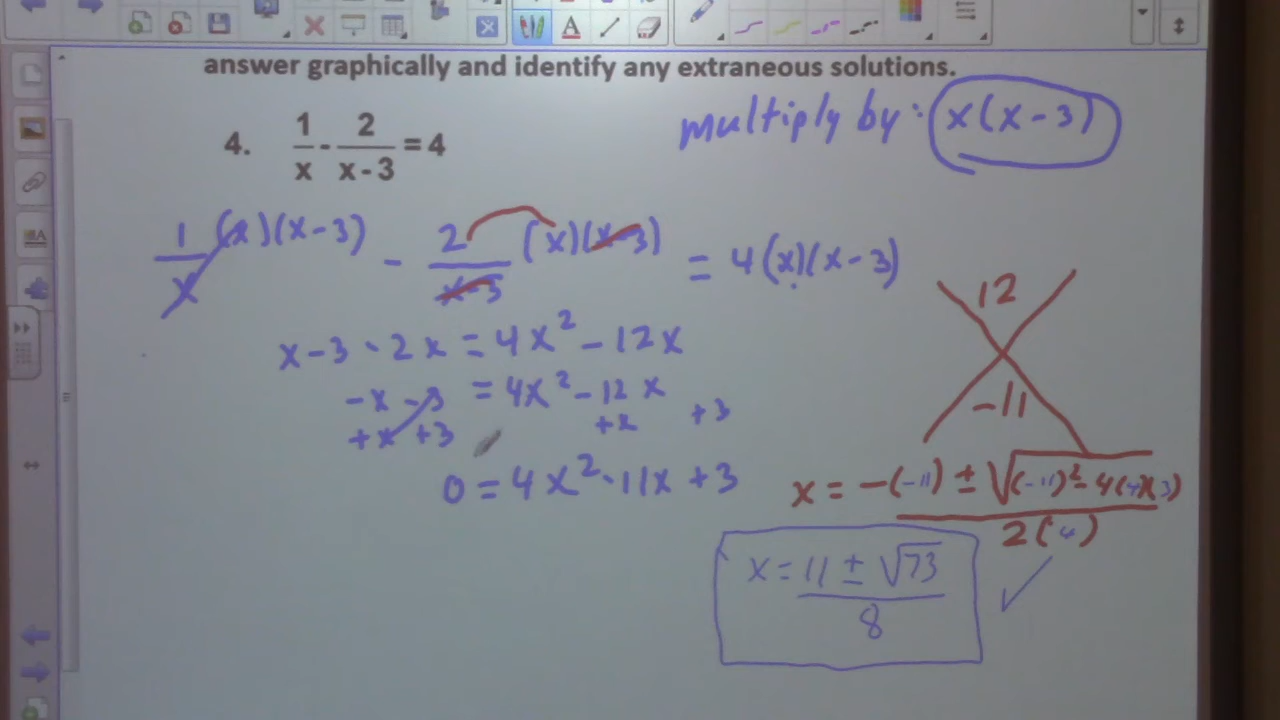 answer graphically and identify any extraneous solutions.
multiply by: x(x-3)
4. 1/x - 2/(x-3) = 4
1/x (x)(x-3) - 2/(x-3) (x)(x-3) = 4(x)(x-3)
x-3-2x = 4x² - 12x
-x -3 = 4x² - 12x
+x +3 +x +3
0 = 4x² - 11x + 3
12
-11
x = -(-11) ± √((-11)² - 4(4)(3)) / 2(4)
x = 11 ± √73 / 8 ✓